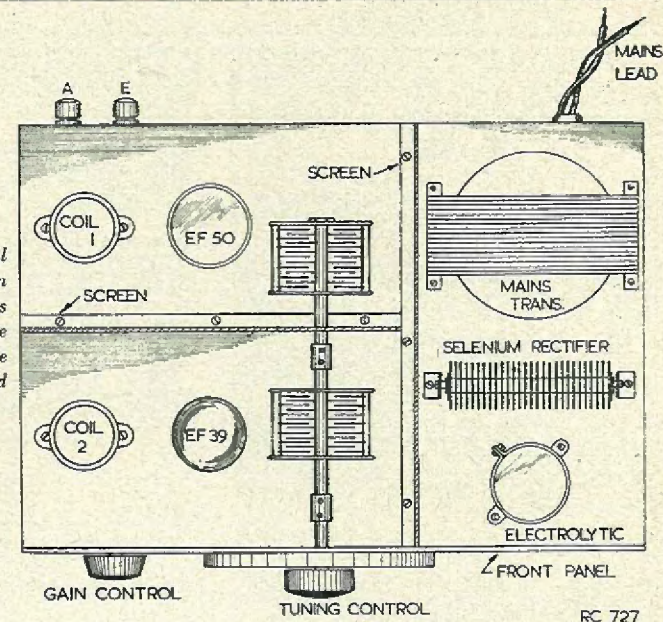 A E
MAINS
LEAD
SCREEN
COIL
1
EF 50
l
n
SCREEN
s
MAINS
TRANS.
e
e
SELENIUM RECTIFIER
d
COIL
2
EF 39
ELECTROLYTIC
FRONT PANEL
GAIN CONTROL
TUNING CONTROL
RC 727